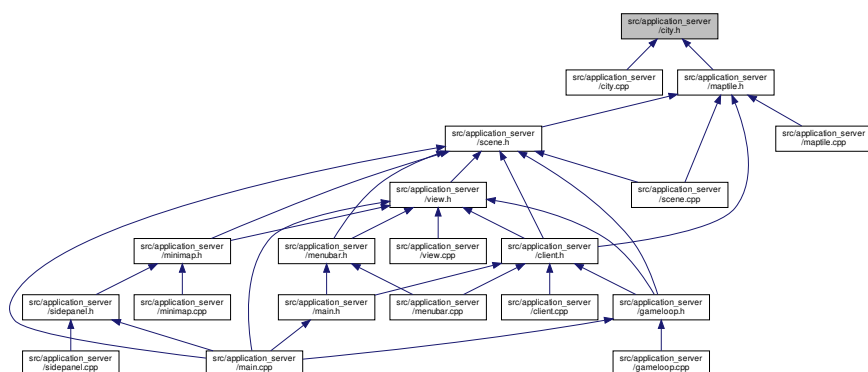 src/application_server
/city.h
src/application_server
/city.cpp
src/application_server
/maptile.h
src/application_server
/scene.h
src/application_server
/maptile.cpp
src/application_server
/view.h
src/application_server
/scene.cpp
src/application_server
/minimap.h
src/application_server
/menubar.h
src/application_server
/view.cpp
src/application_server
/client.h
src/application_server
/sidepanel.h
src/application_server
/minimap.cpp
src/application_server
/main.h
src/application_server
/menubar.cpp
src/application_server
/client.cpp
src/application_server
/gameloop.h
src/application_server
/sidepanel.cpp
src/application_server
/main.cpp
src/application_server
/gameloop.cpp